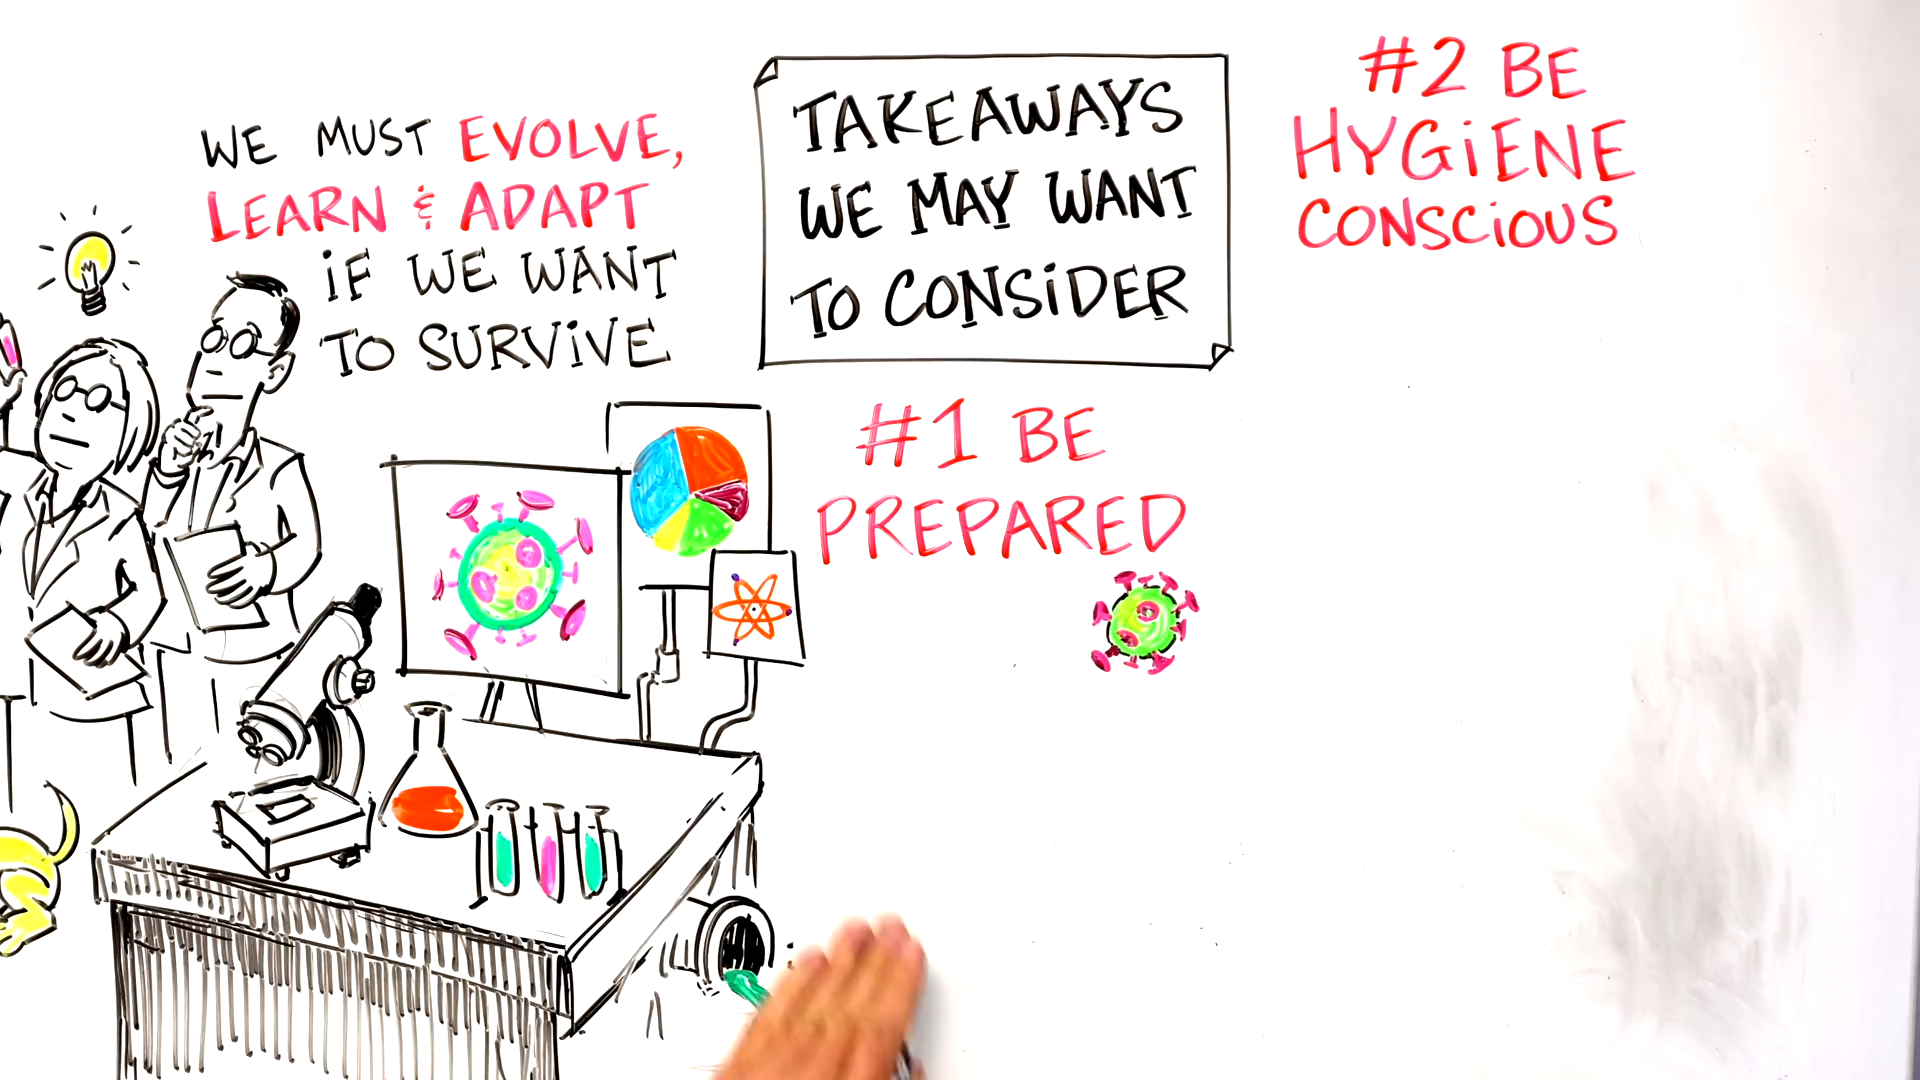 WE MUST EVOLVE,
LEARN & ADAPT
IF WE WANT
TO SURVIVE
TAKEAWAYS
WE MAY WANT
TO CONSIDER
#1 BE
PREPARED
#2 BE
HYGIENE
CONSCIOUS